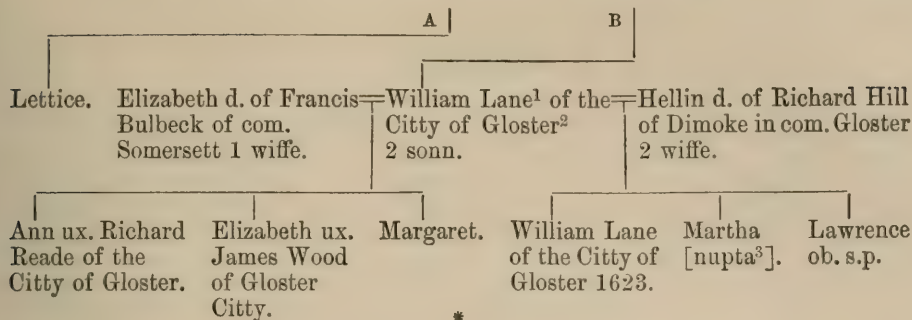 A B
Lettice.
Elizabeth d. of Francis
Bulbeck of com.
Somersett 1 wiffe.
William Lane¹ of the
Citty of Gloster²
2 sonn.
Hellin d. of Richard Hill
of Dimoke in com. Gloster
2 wiffe.
Ann ux. Richard
Reade of the
Citty of Gloster.
Elizabeth ux.
James Wood
of Gloster
Citty.
Margaret.
William Lane
of the Citty of
Gloster 1623.
Martha
[nupta³].
Lawrence
ob. s.p.
*